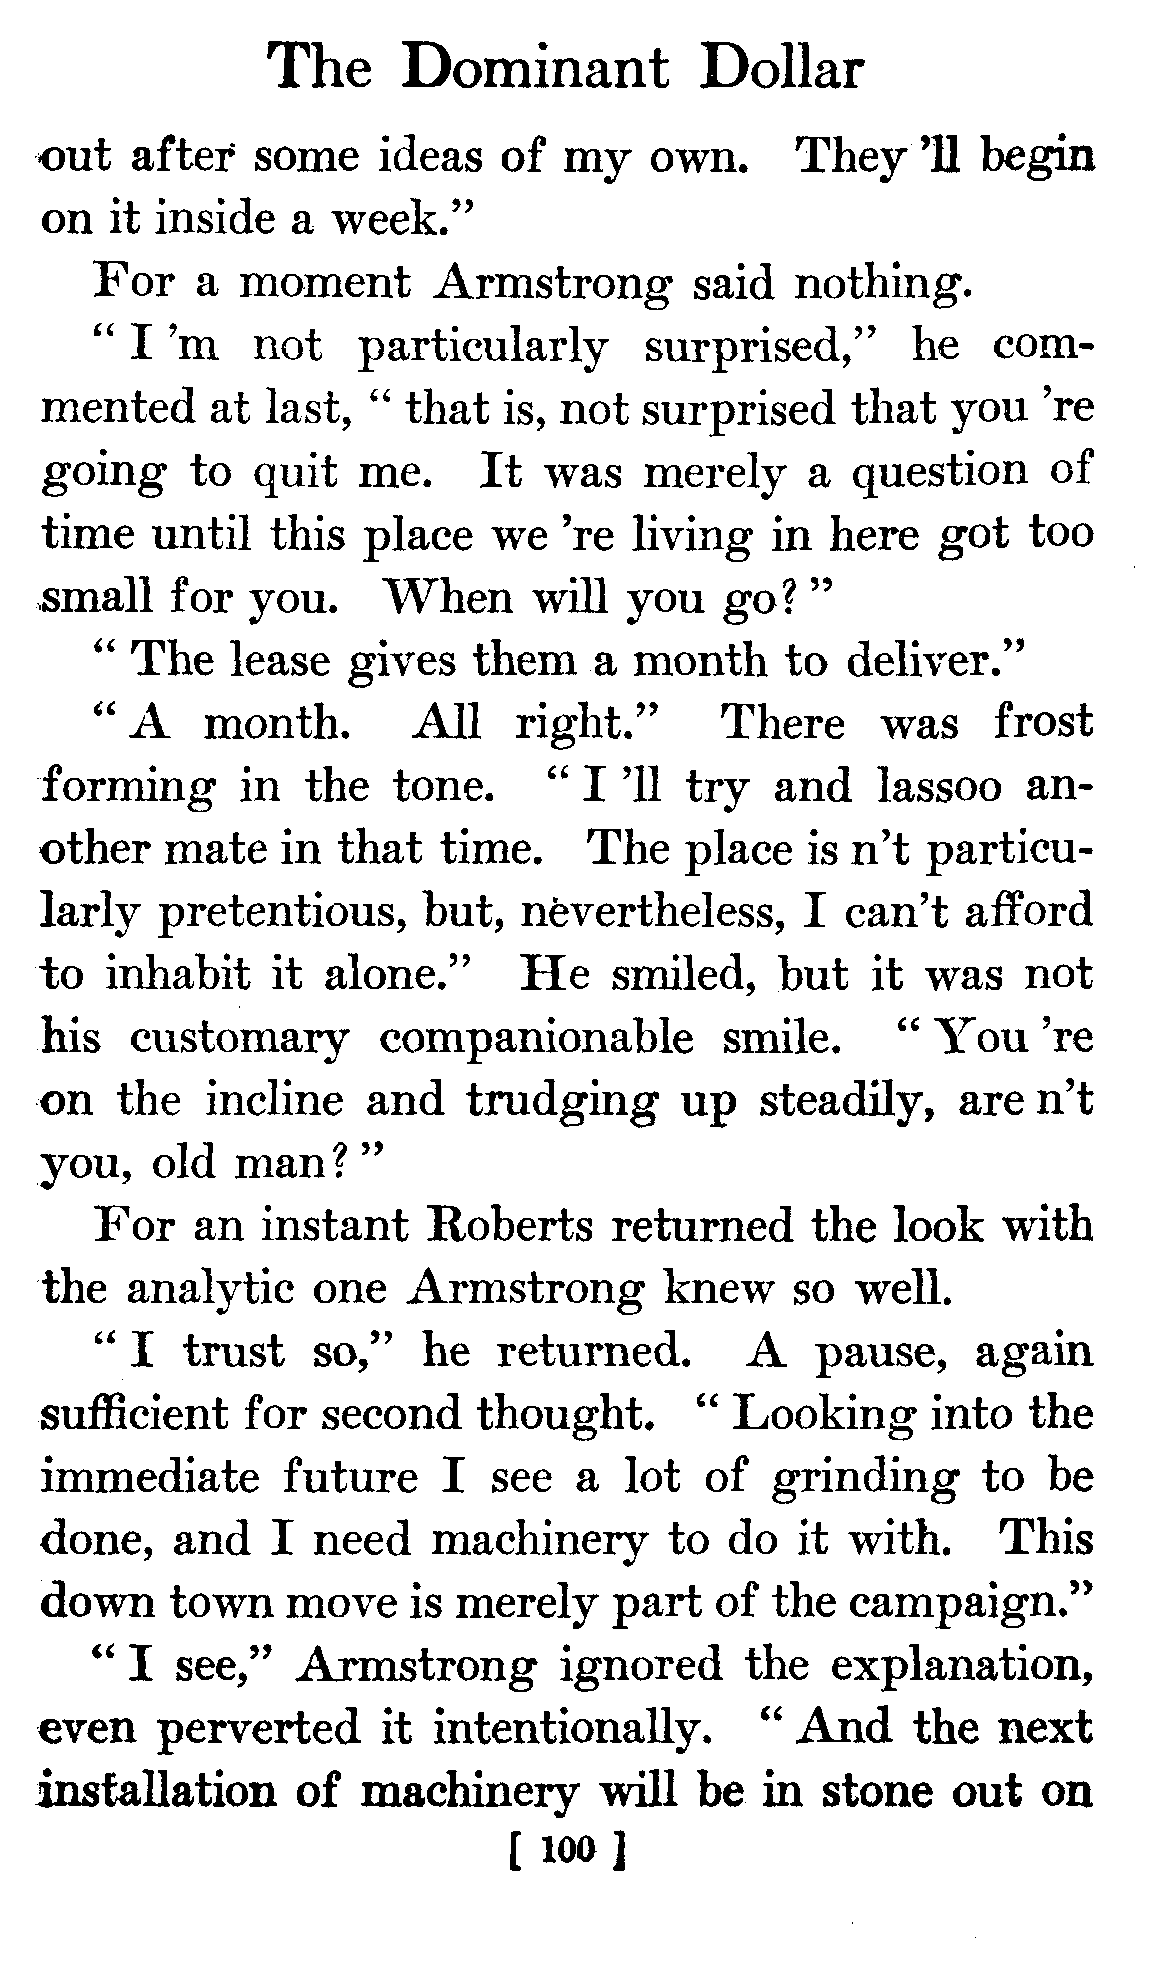 The Dominant Dollar
out after some ideas of my own. They 'll begin
on it inside a week."
For a moment Armstrong said nothing.
" I 'm not particularly surprised," he com-
mented at last, " that is, not surprised that you 're
going to quit me. It was merely a question of
time until this place we 're living in here got too
small for you. When will you go? "
" The lease gives them a month to deliver."
" A month. All right." There was frost
forming in the tone. " I 'll try and lassoo an-
other mate in that time. The place is n't particu-
larly pretentious, but, nevertheless, I can't afford
to inhabit it alone." He smiled, but it was not
his customary companionable smile. " You 're
on the incline and trudging up steadily, are n't
you, old man? "
For an instant Roberts returned the look with
the analytic one Armstrong knew so well.
" I trust so," he returned. A pause, again
sufficient for second thought. " Looking into the
immediate future I see a lot of grinding to be
done, and I need machinery to do it with. This
down town move is merely part of the campaign."
" I see," Armstrong ignored the explanation,
even perverted it intentionally. " And the next
installation of machinery will be in stone out on
[ 100 ]